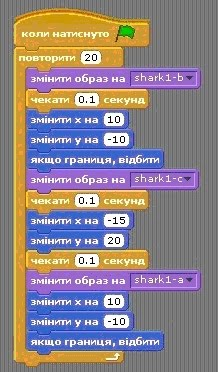 коли натиснуто
повторити 20
змінити образ на shark1-b
чекати 0.1 секунд
змінити х на 10
змінити у на -10
якщо границя, відбити
змінити образ на shark1-c
чекати 0.1 секунд
змінити х на -15
змінити у на 20
чекати 0.1 секунд
змінити образ на shark1-a
змінити х на 10
змінити у на -10
якщо границя, відбити